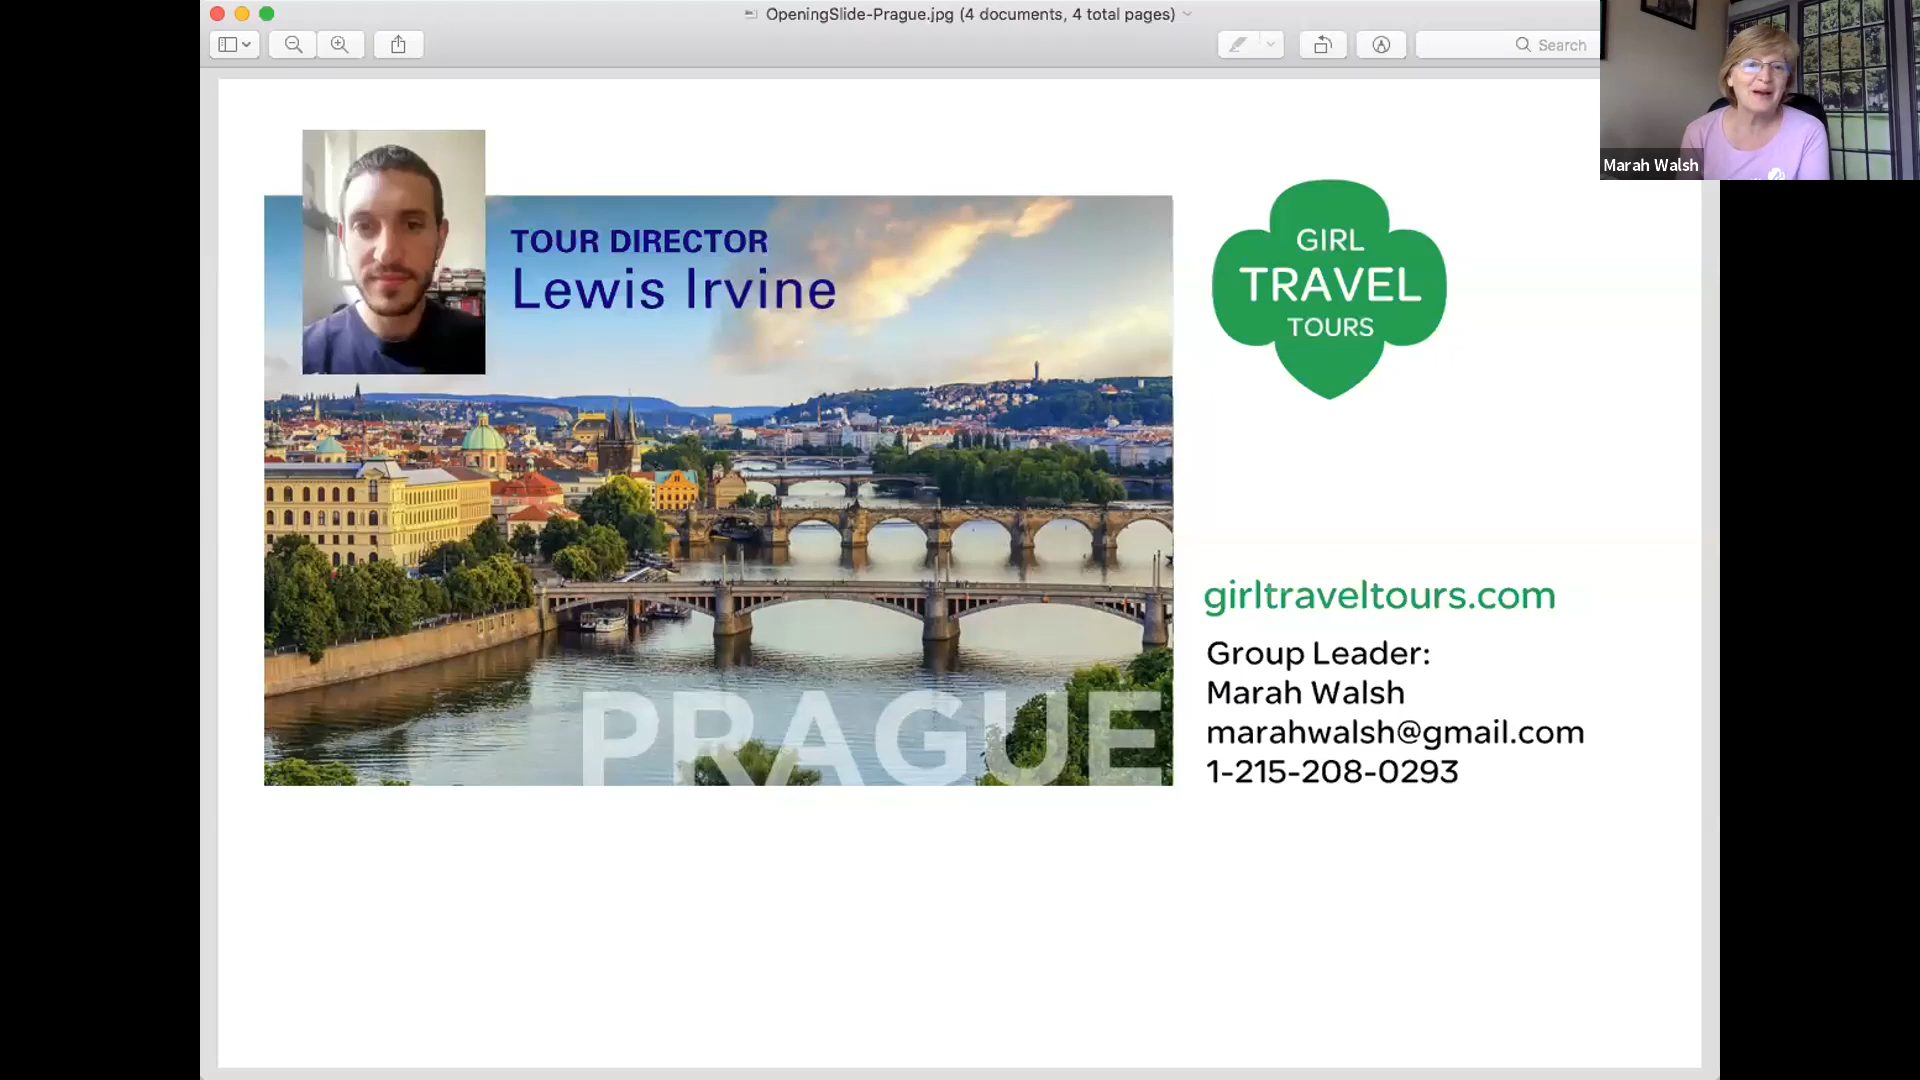 OpeningSlide-Prague.jpg (4 documents, 4 total pages)
Search
Marah Walsh
TOUR DIRECTOR
Lewis Irvine
GIRL
TRAVEL
TOURS
PRAGUE
girltraveltours.com
Group Leader:
Marah Walsh
marahwalsh@gmail.com
1-215-208-0293